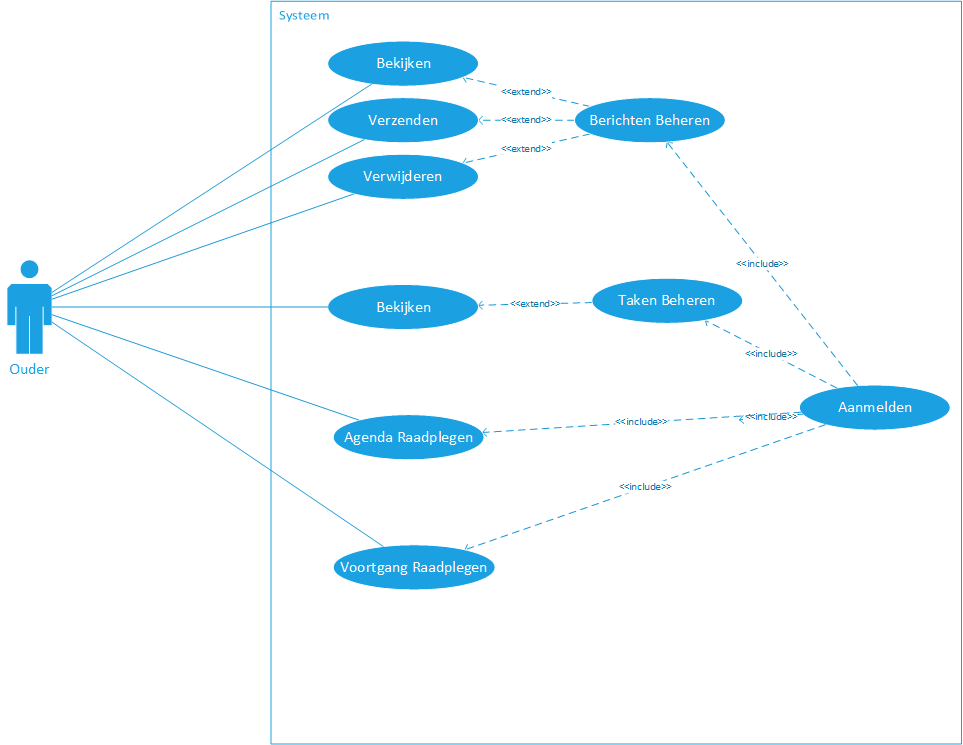 Systeem
Bekijken
<<extend>>
Verzenden
<<extend>>
Berichten Beheren
<<extend>>
Verwijderen
<<include>>
Ouder
Bekijken
<<extend>>
Taken Beheren
<<include>>
Aanmelden
<<include>>
<<include>>
Agenda Raadplegen
<<include>>
Voortgang Raadplegen